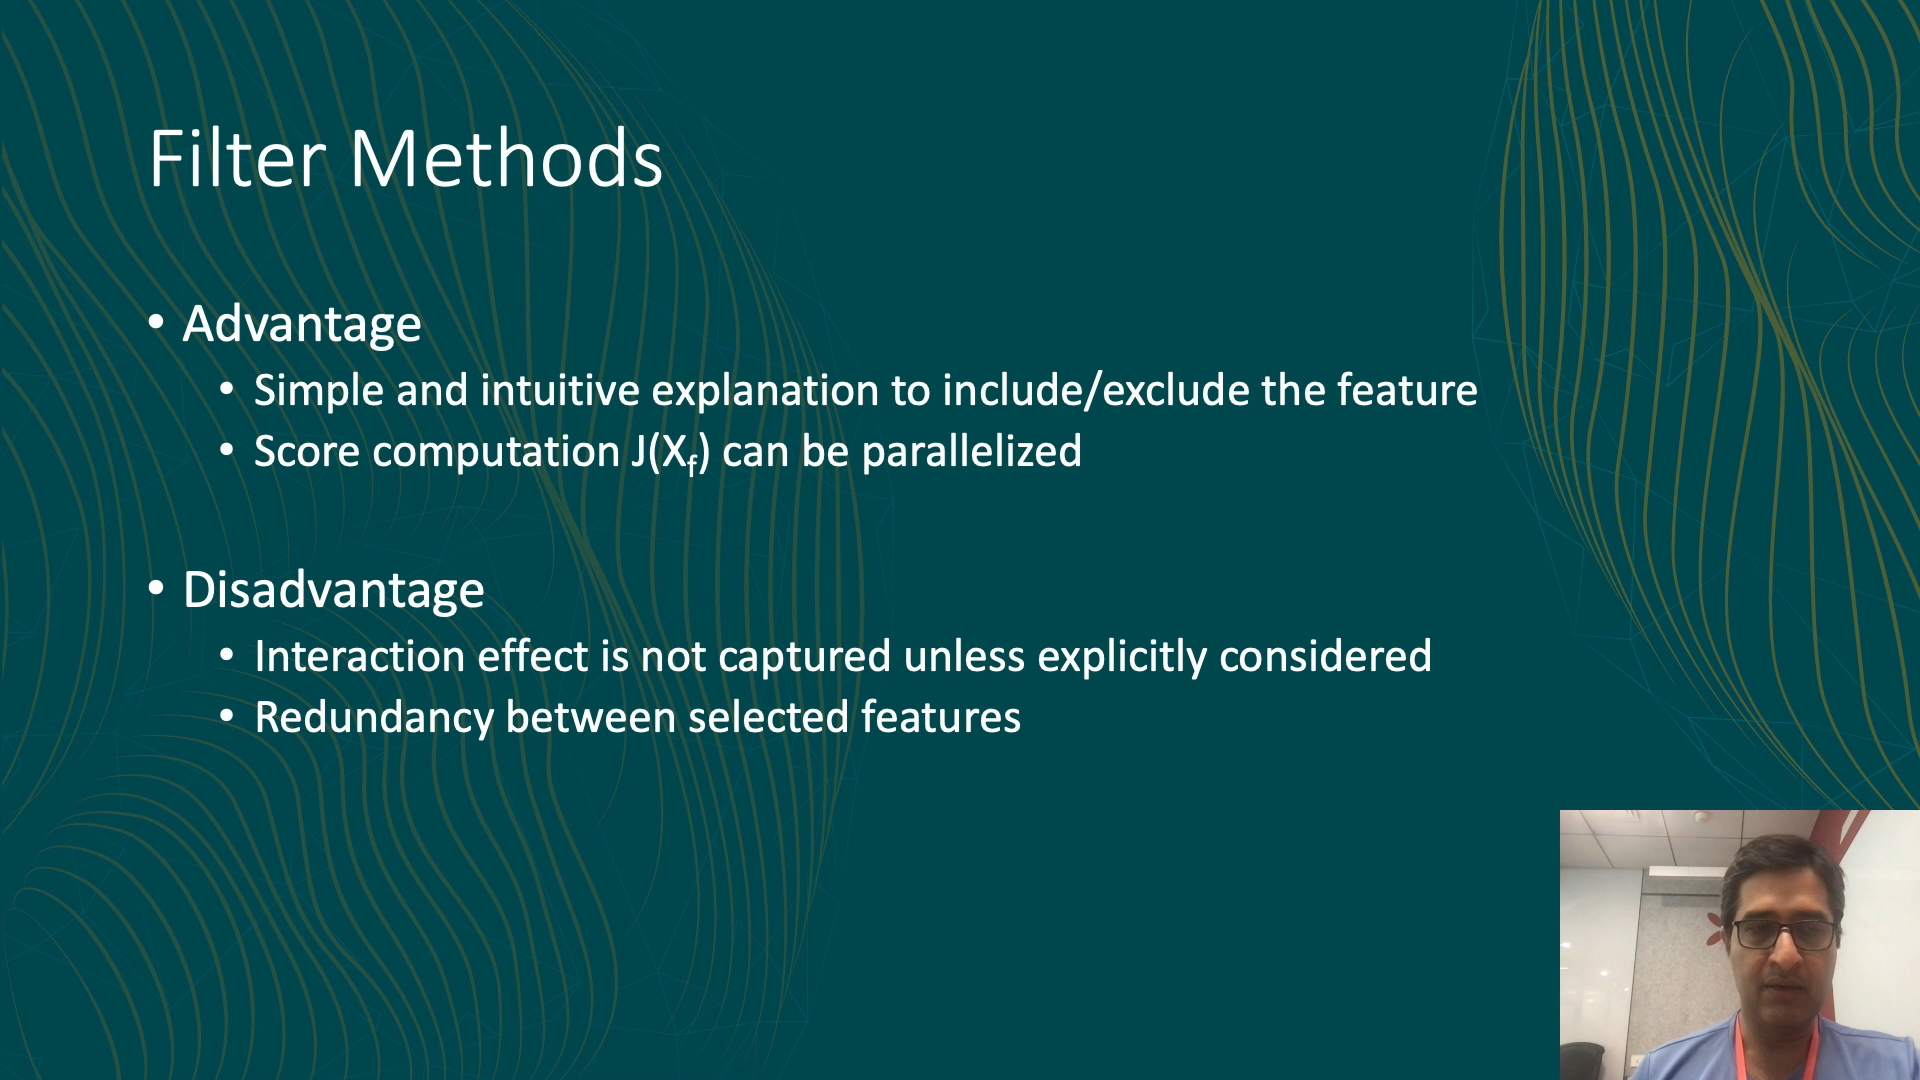 Filter Methods
• Advantage
• Simple and intuitive explanation to include/exclude the feature
• Score computation J(X_f) can be parallelized
• Disadvantage
• Interaction effect is not captured unless explicitly considered
• Redundancy between selected features